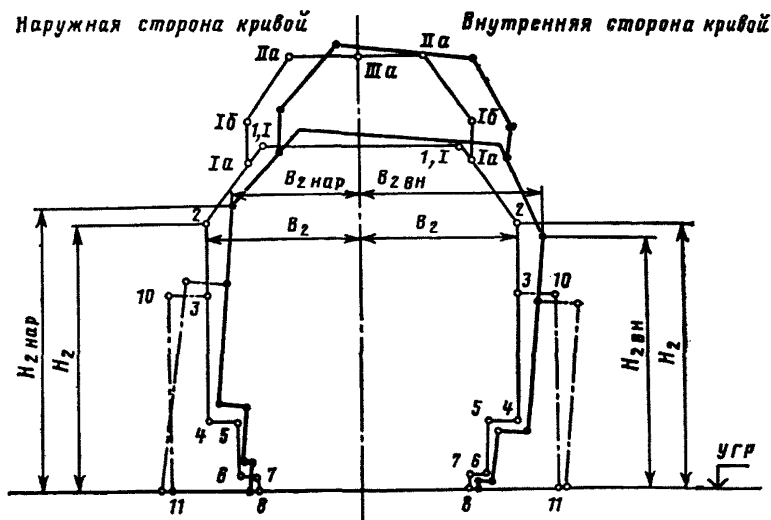 Наружная сторона кривой
Внутренняя сторона кривой
IIа
IIIа
IIа
Iб
1,I
Iа
1,I
Iб
Iа
B₂ нар
B₂ вн
2
B₂
B₂
2
10
3
3
10
H₂ нар
H₂
H₂ вн
H₂
4
5
5
4
6
7
7
6
угр
11
8
8
11